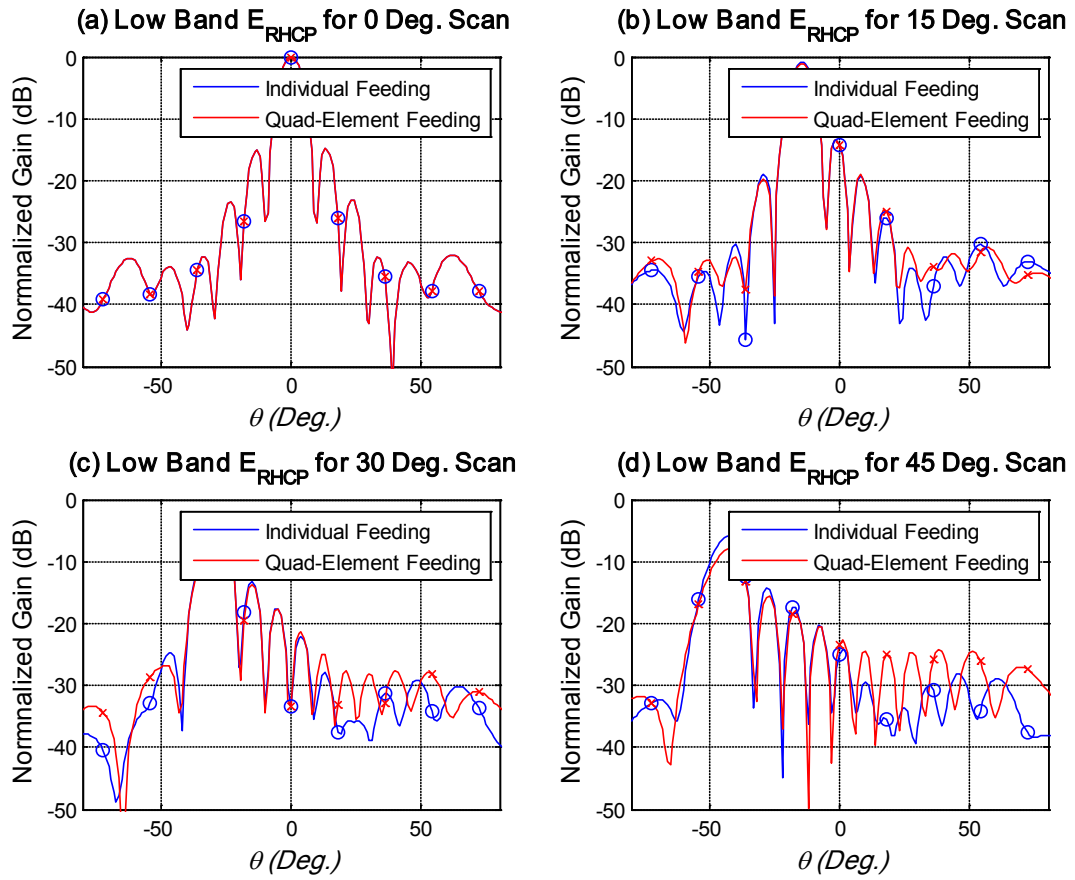 (a) Low Band E_RHCP for 0 Deg. Scan
0
-10
-20
-30
-40
-50
Normnalized Gain (dB)
Individual Feeding
Quad-Element Feeding
-50
0
50
θ (Deg.)
(b) Low Band E_RHCP for 15 Deg. Scan
0
-10
-20
-30
-40
-50
Normnalized Gain (dB)
Individual Feeding
Quad-Element Feeding
-50
0
50
θ (Deg.)
(c) Low Band E_RHCP for 30 Deg. Scan
0
-10
-20
-30
-40
-50
Normnalized Gain (dB)
Individual Feeding
Quad-Element Feeding
-50
0
50
θ (Deg.)
(d) Low Band E_RHCP for 45 Deg. Scan
0
-10
-20
-30
-40
-50
Normnalized Gain (dB)
Individual Feeding
Quad-Element Feeding
-50
0
50
θ (Deg.)